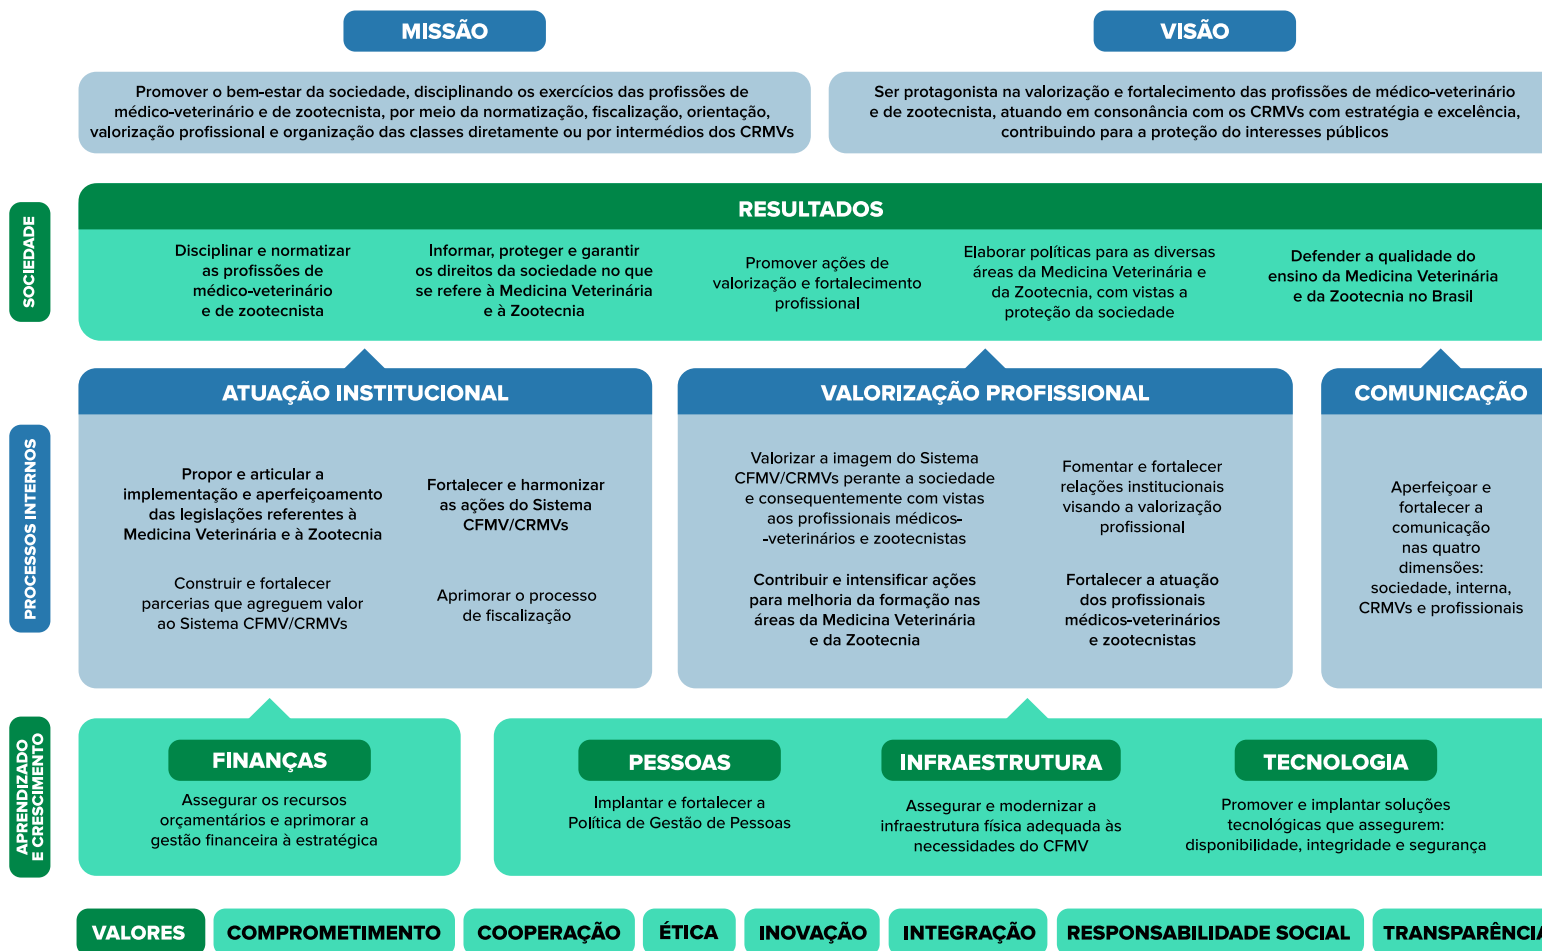 MISSÃO
VISÃO
Promover o bem-estar da sociedade, disciplinando os exercícios das profissões de
médico-veterinário e de zootecnista, por meio da normatização, fiscalização, orientação,
valorização profissional e organização das classes diretamente ou por intermédios dos CRMVs
Ser protagonista na valorização e fortalecimento das profissões de médico-veterinário
e de zootecnista, atuando em consonância com os CRMVs com estratégia e excelência,
contribuindo para a proteção do interesses públicos
SOCIEDADE
RESULTADOS
Disciplinar e normatizar
as profissões de
médico-veterinário
e de zootecnista
Informar, proteger e garantir
os direitos da sociedade no que
se refere à Medicina Veterinária
e à Zootecnia
Promover ações de
valorização e fortalecimento
profissional
Elaborar políticas para as diversas
áreas da Medicina Veterinária e
da Zootecnia, com vistas a
proteção da sociedade
Defender a qualidade do
ensino da Medicina Veterinária
e da Zootecnia no Brasil
PROCESSOS INTERNOS
ATUAÇÃO INSTITUCIONAL
Propor e articular a
implementação e aperfeiçoamento
das legislações referentes à
Medicina Veterinária e à Zootecnia
Fortalecer e harmonizar
as ações do Sistema
CFMV/CRMVs
Construir e fortalecer
parcerias que agreguem valor
ao Sistema CFMV/CRMVs
Aprimorar o processo
de fiscalização
VALORIZAÇÃO PROFISSIONAL
Valorizar a imagem do Sistema
CFMV/CRMVs perante a sociedade
e consequentemente com vistas
aos profissionais médicos-
-veterinários e zootecnistas
Fomentar e fortalecer
relações institucionais
visando a valorização
profissional
Contribuir e intensificar ações
para melhoria da formação nas
áreas da Medicina Veterinária
e da Zootecnia
Fortalecer a atuação
dos profissionais
médicos-veterinários
e zootecnistas
COMUNICAÇÃO
Aperfeiçoar e
fortalecer a
comunicação
nas quatro
dimensões:
sociedade, interna,
CRMVs e profissionais
APRENDIZADO
E CRESCIMENTO
FINANÇAS
Assegurar os recursos
orçamentários e aprimorar a
gestão financeira à estratégica
PESSOAS
Implantar e fortalecer a
Política de Gestão de Pessoas
INFRAESTRUTURA
Assegurar e modernizar a
infraestrutura física adequada às
necessidades do CFMV
TECNOLOGIA
Promover e implantar soluções
tecnológicas que assegurem:
disponibilidade, integridade e segurança
VALORES
COMPROMETIMENTO
COOPERAÇÃO
ÉTICA
INOVAÇÃO
INTEGRAÇÃO
RESPONSABILIDADE SOCIAL
TRANSPARÊNCIA